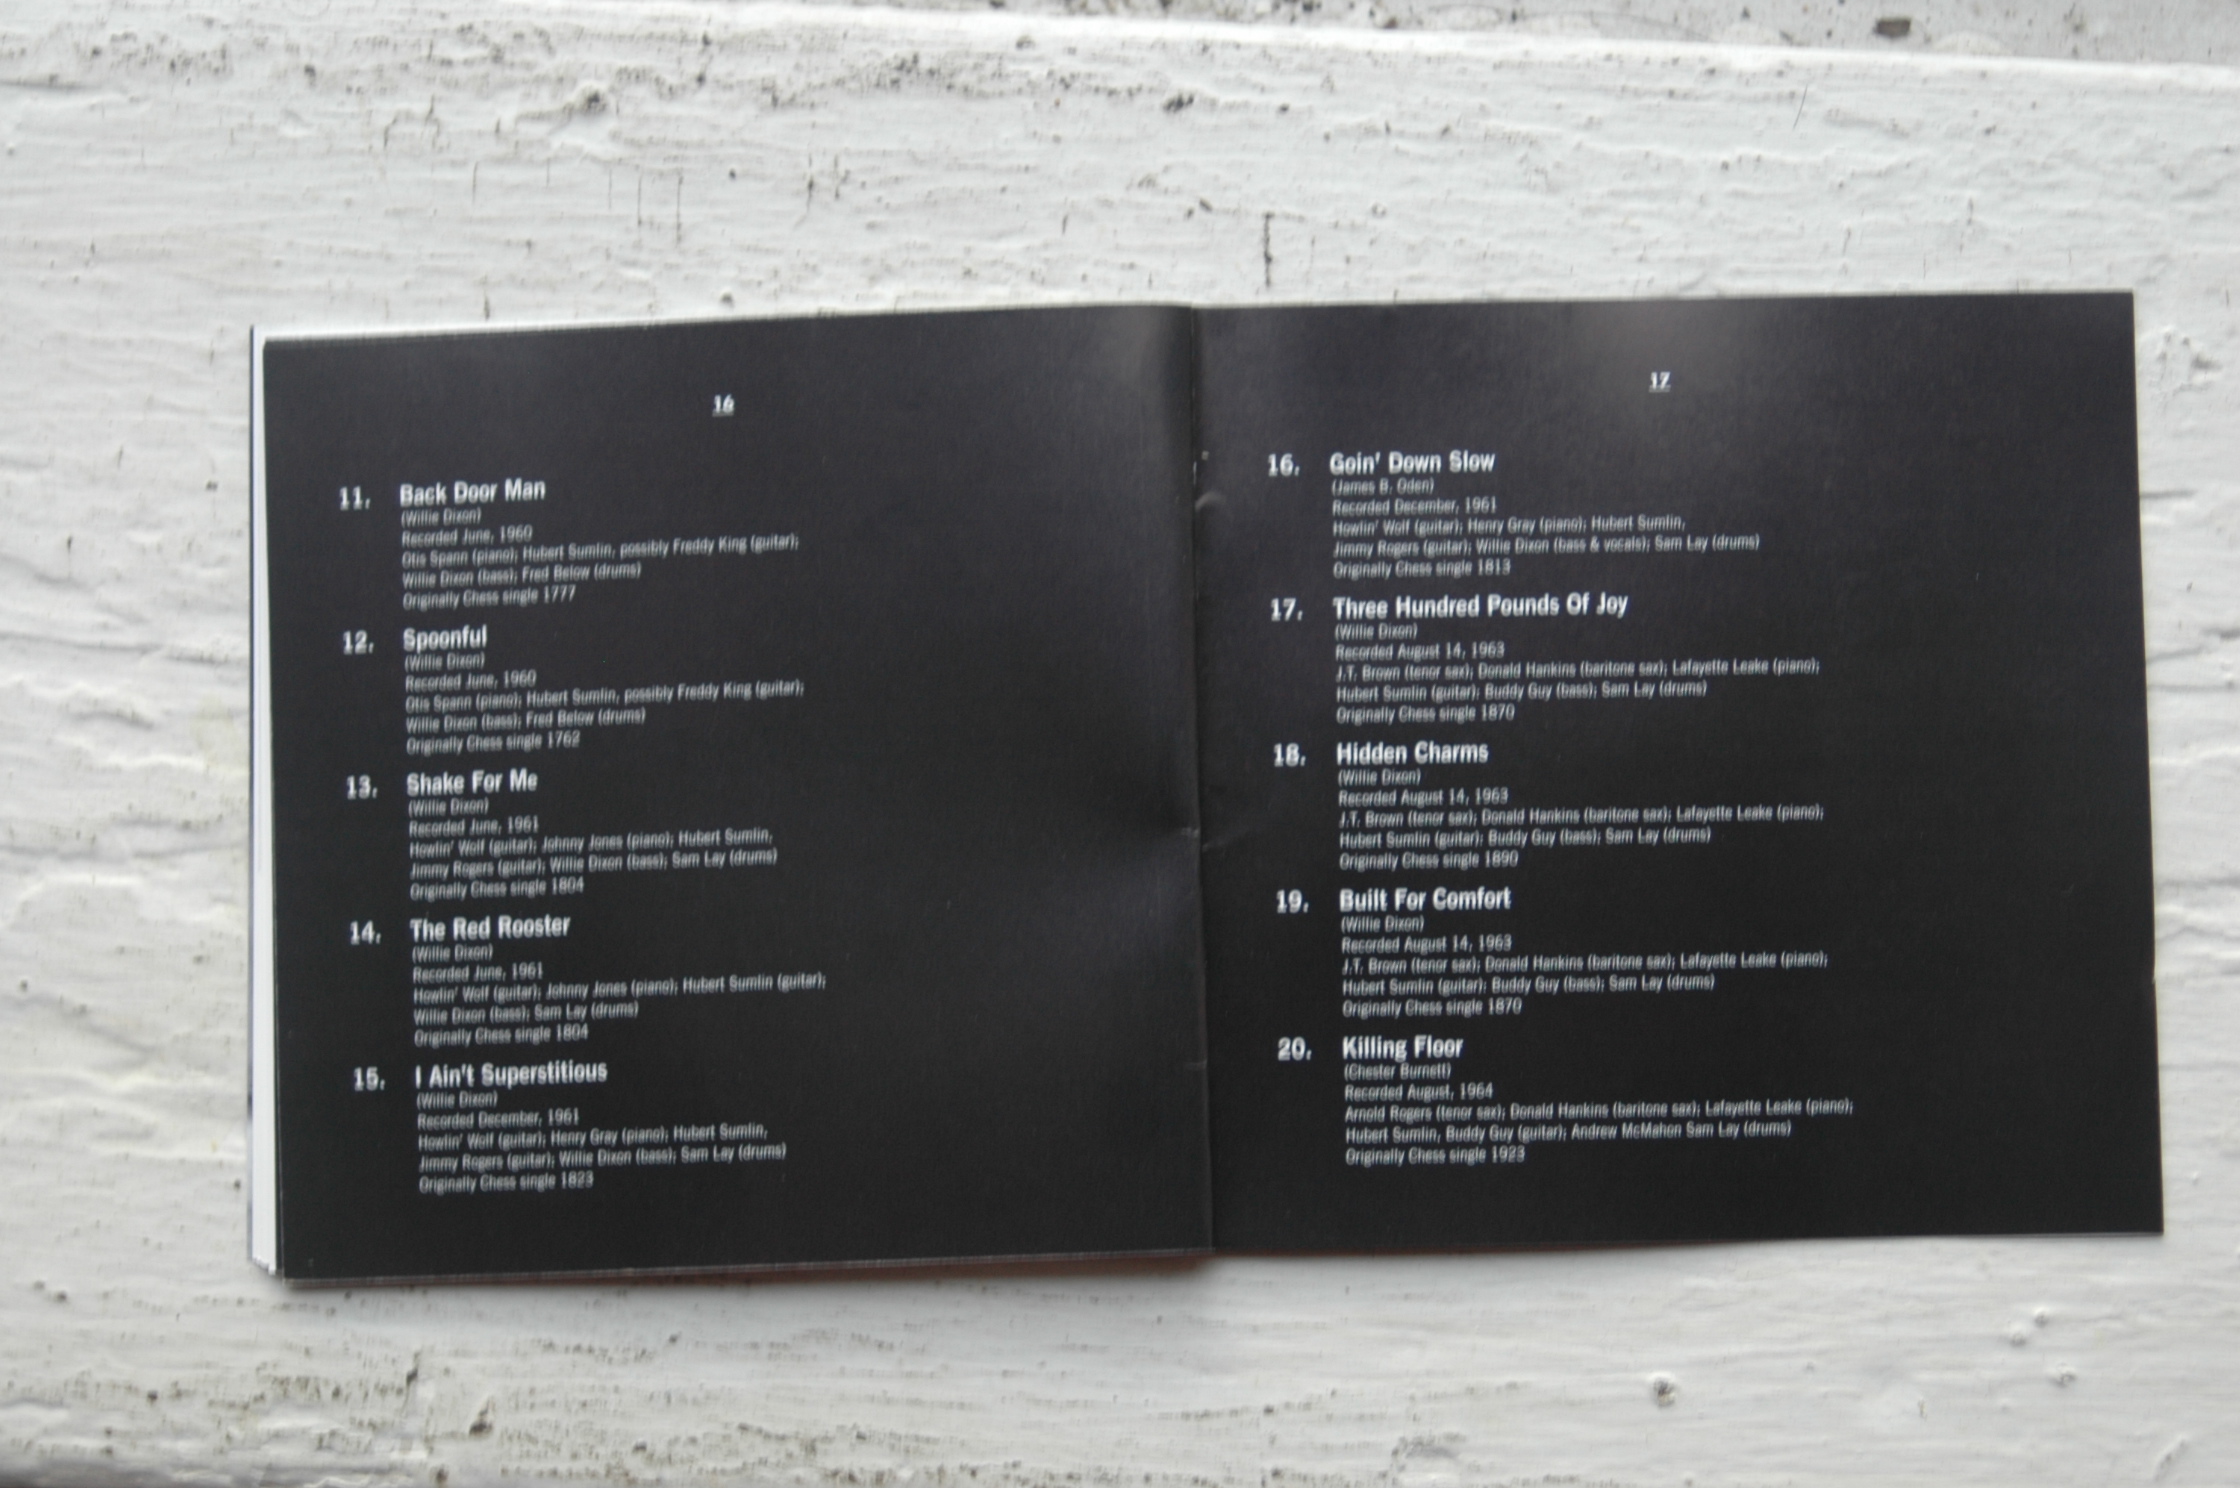 16
11. Back Door Man
(Willie Dixon)
Recorded June, 1960
Otis Spann (piano); Hubert Sumlin, possibly Freddy King (guitar);
Willie Dixon (bass); Fred Below (drums)
Originally Chess single 1777
12. Spoonful
(Willie Dixon)
Recorded June, 1960
Otis Spann (piano); Hubert Sumlin, possibly Freddy King (guitar);
Willie Dixon (bass); Fred Below (drums)
Originally Chess single 1762
13. Shake For Me
(Willie Dixon)
Recorded June, 1961
Howlin' Wolf (guitar); Johnny Jones (piano); Hubert Sumlin,
Jimmy Rogers (guitar); Willie Dixon (bass); Sam Lay (drums)
Originally Chess single 1804
14. The Red Rooster
(Willie Dixon)
Recorded June, 1961
Howlin' Wolf (guitar); Johnny Jones (piano); Hubert Sumlin (guitar);
Willie Dixon (bass); Sam Lay (drums)
Originally Chess single 1804
15. I Ain't Superstitious
(Willie Dixon)
Recorded December, 1961
Howlin' Wolf (guitar); Henry Gray (piano); Hubert Sumlin,
Jimmy Rogers (guitar); Willie Dixon (bass); Sam Lay (drums)
Originally Chess single 1823
17
16. Goin' Down Slow
(James B. Oden)
Recorded December, 1961
Howlin' Wolf (guitar); Henry Gray (piano); Hubert Sumlin,
Jimmy Rogers (guitar); Willie Dixon (bass & vocals); Sam Lay (drums)
Originally Chess single 1813
17. Three Hundred Pounds Of Joy
(Willie Dixon)
Recorded August 14, 1963
J.T. Brown (tenor sax); Donald Hankins (baritone sax); Lafayette Leake (piano);
Hubert Sumlin (guitar); Buddy Guy (bass); Sam Lay (drums)
Originally Chess single 1870
18. Hidden Charms
(Willie Dixon)
Recorded August 14, 1963
J.T. Brown (tenor sax); Donald Hankins (baritone sax); Lafayette Leake (piano);
Hubert Sumlin (guitar); Buddy Guy (bass); Sam Lay (drums)
Originally Chess single 1890
19. Built For Comfort
(Willie Dixon)
Recorded August 14, 1963
J.T. Brown (tenor sax); Donald Hankins (baritone sax); Lafayette Leake (piano);
Hubert Sumlin (guitar); Buddy Guy (bass); Sam Lay (drums)
Originally Chess single 1870
20. Killing Floor
(Chester Burnett)
Recorded August, 1964
Arnold Rogers (tenor sax); Donald Hankins (baritone sax); Lafayette Leake (piano);
Hubert Sumlin, Buddy Guy (guitar); Andrew McMahon Sam Lay (drums)
Originally Chess single 1923